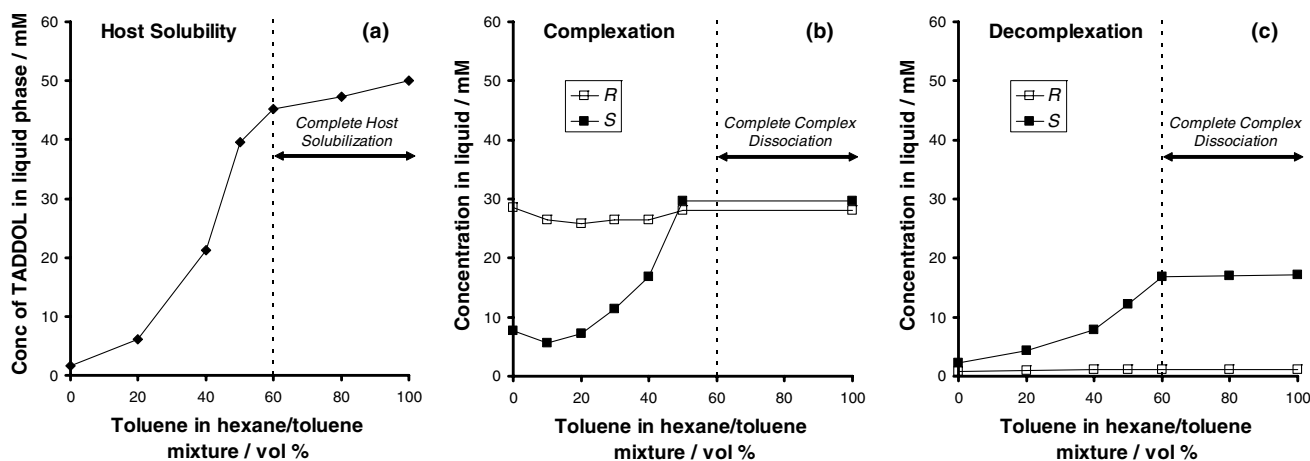 Host Solubility
(a)
Conc of TADDOL in liquid phase / mM
60
50
40
30
20
10
0
Complete Host
Solubilization
0 20 40 60 80 100
Toluene in hexane/toluene
mixture / vol %
Complexation
(b)
Concentration in liquid / mM
60
50
40
30
20
10
0
R
S
Complete Complex
Dissociation
0 20 40 60 80 100
Toluene in hexane/toluene
mixture / vol %
Decomplexation
(c)
Concentration in liquid / mM
60
50
40
30
20
10
0
R
S
Complete Complex
Dissociation
0 20 40 60 80 100
Toluene in hexane/toluene
mixture / vol %